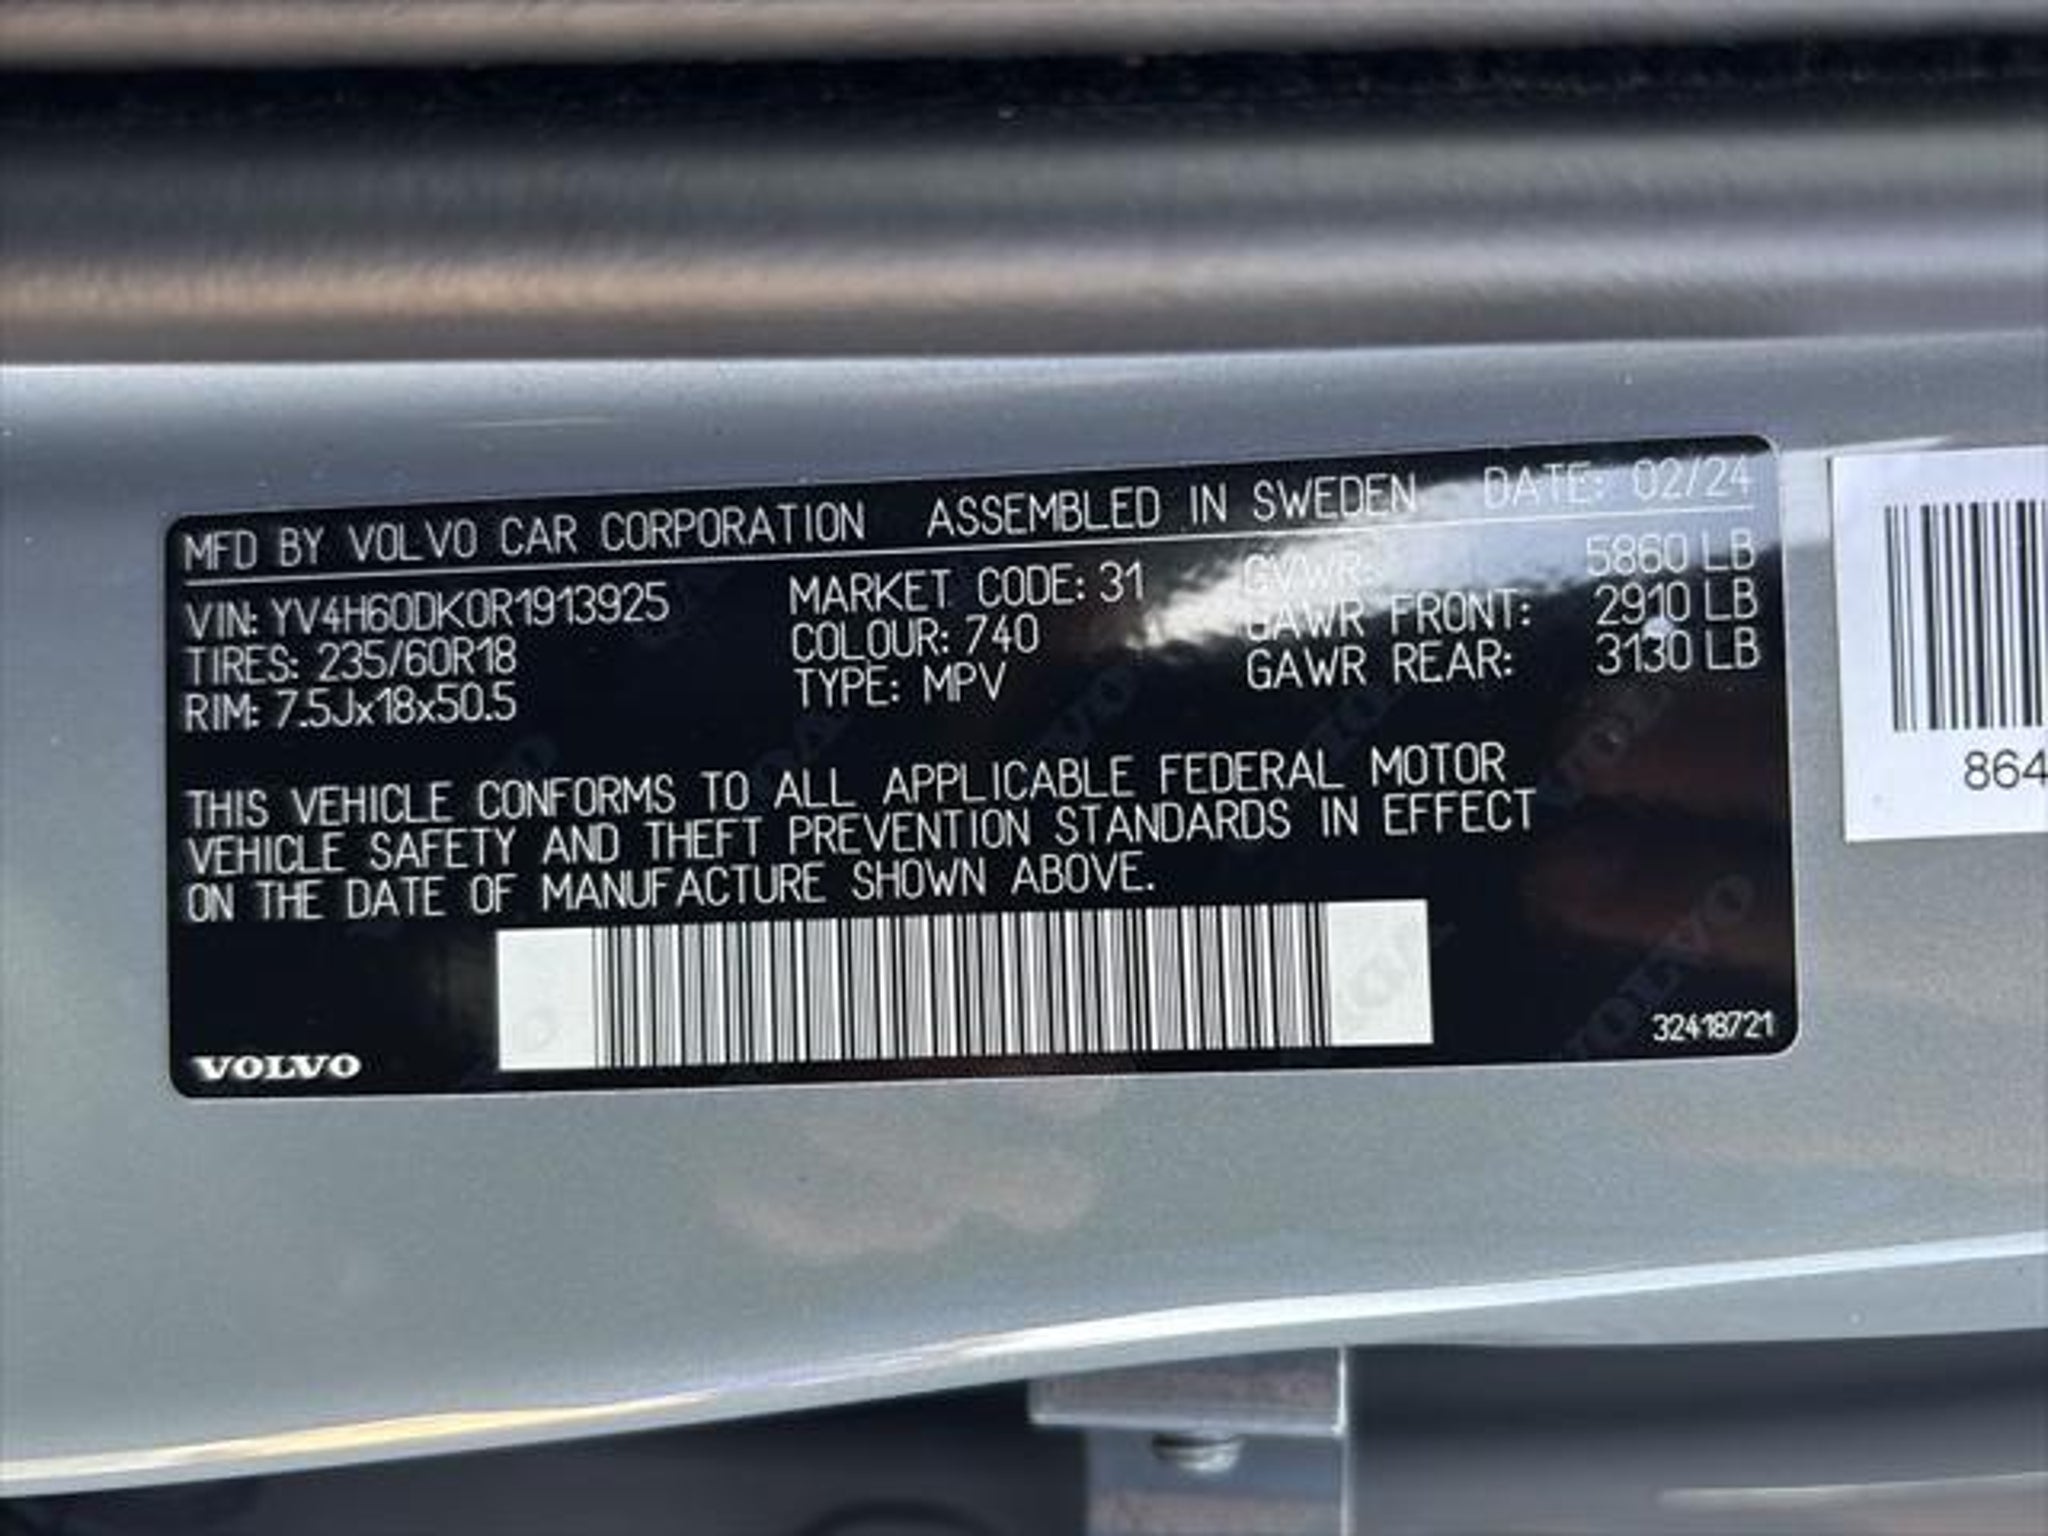 MFD BY VOLVO CAR CORPORATION ASSEMBLED IN SWEDEN DATE: 02/24
VIN: YV4H60DK0R1913925 MARKET CODE: 31 GVWR: 5860 LB
TIRES: 235/60R18 COLOUR: 740 GAWR FRONT: 2910 LB
RIM: 7.5Jx18x50.5 TYPE: MPV GAWR REAR: 3130 LB
THIS VEHICLE CONFORMS TO ALL APPLICABLE FEDERAL MOTOR
VEHICLE SAFETY AND THEFT PREVENTION STANDARDS IN EFFECT
ON THE DATE OF MANUFACTURE SHOWN ABOVE.
VOLVO 32418721
864